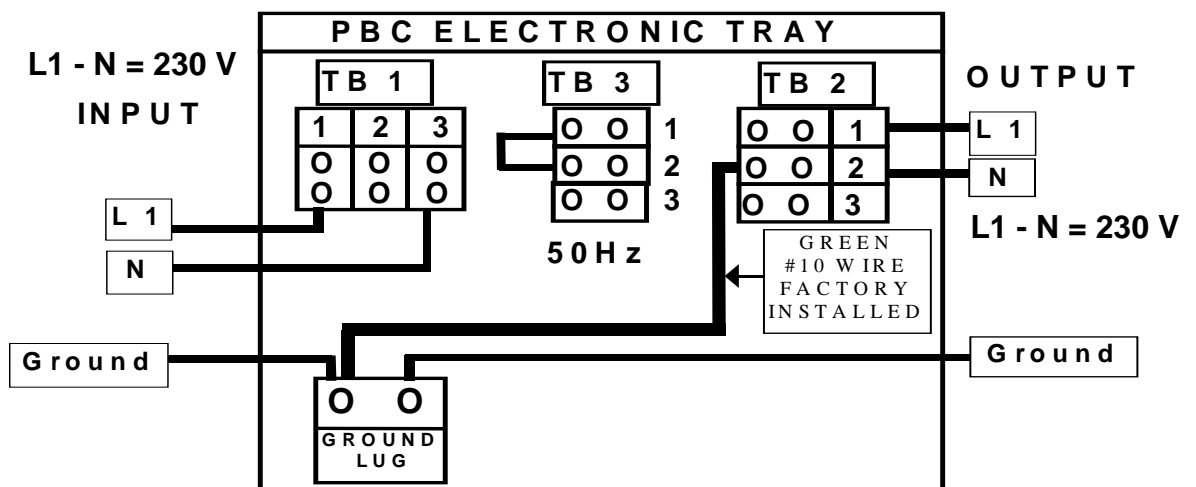 PBC ELECTRONIC TRAY
L1 - N = 230 V
INPUT
TB 1
1 2 3
O O O
O O O
L 1
N
TB 3
O O 1
O O 2
O O 3
50Hz
TB 2
O O 1
O O 2
O O 3
OUTPUT
L 1
N
L1 - N = 230 V
GREEN
#10 WIRE
FACTORY
INSTALLED
Ground
Ground
O O
GROUND
LUG